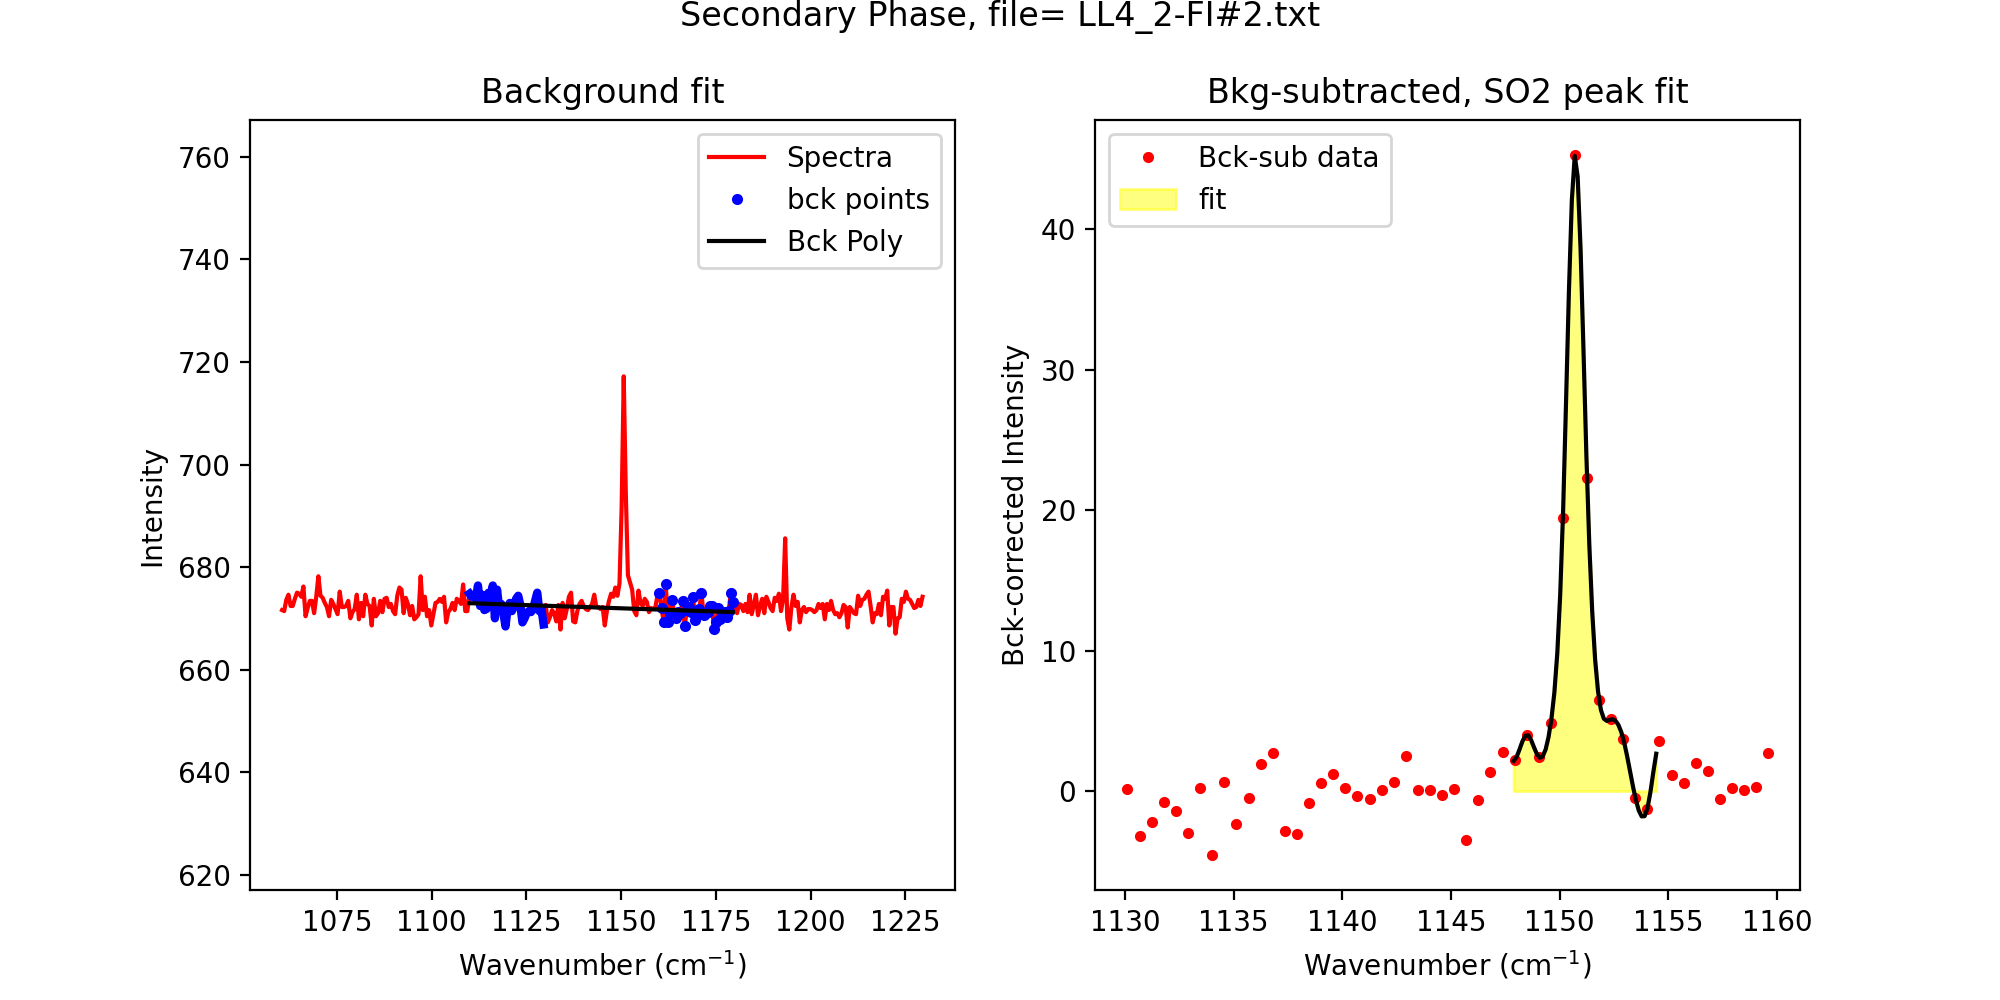 Secondary Phase, file= LL4_2-FI#2.txt
Background fit
760
740
720
700
680
660
640
620
Intensity
Spectra
bck points
Bck Poly
1075 1100 1125 1150 1175 1200 1225
Wavenumber (cm⁻¹)
Bkg-subtracted, SO2 peak fit
40
30
20
10
0
Bck-corrected Intensity
Bck-sub data
fit
1130 1135 1140 1145 1150 1155 1160
Wavenumber (cm⁻¹)